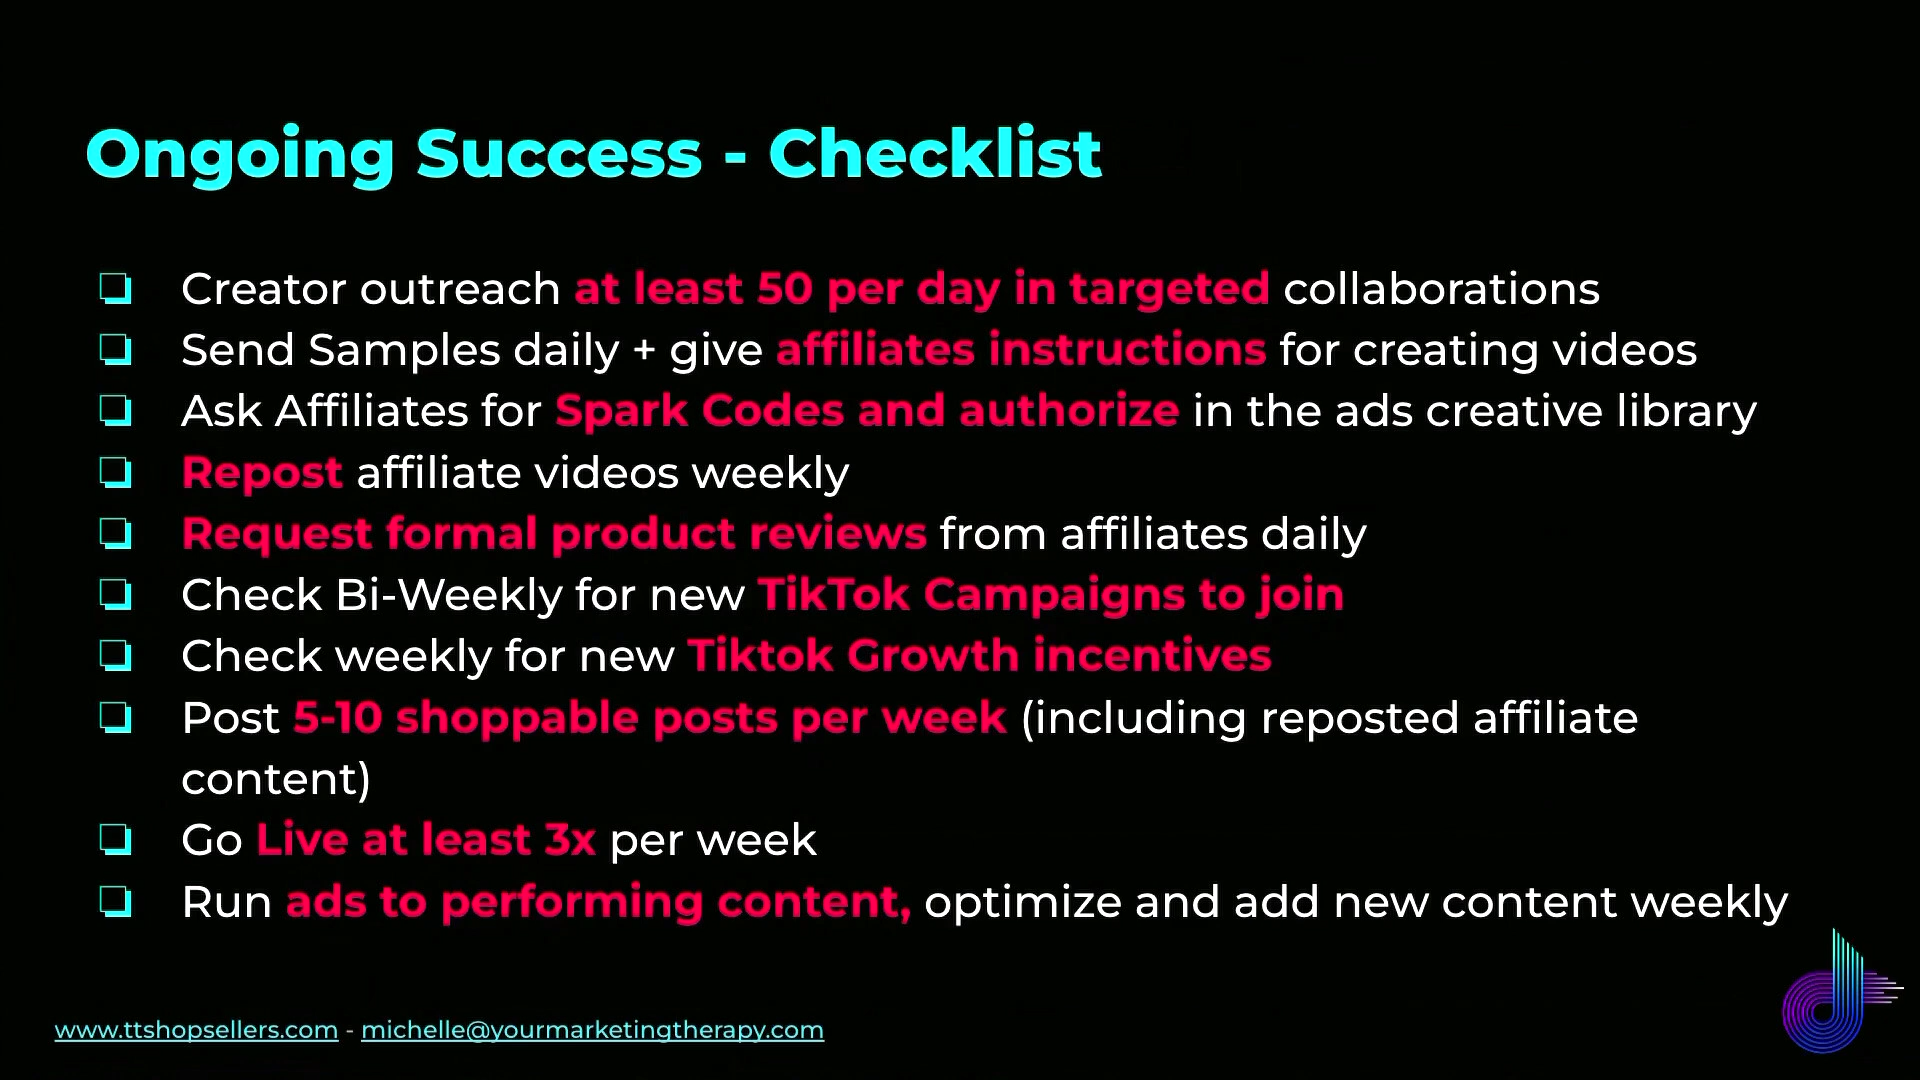 Ongoing Success - Checklist
Creator outreach at least 50 per day in targeted collaborations
Send Samples daily + give affiliates instructions for creating videos
Ask Affiliates for Spark Codes and authorize in the ads creative library
Repost affiliate videos weekly
Request formal product reviews from affiliates daily
Check Bi-Weekly for new TikTok Campaigns to join
Check weekly for new Tiktok Growth incentives
Post 5-10 shoppable posts per week (including reposted affiliate
content)
Go Live at least 3x per week
Run ads to performing content, optimize and add new content weekly
www.ttshopsellers.com - michelle@yourmarketingtherapy.com